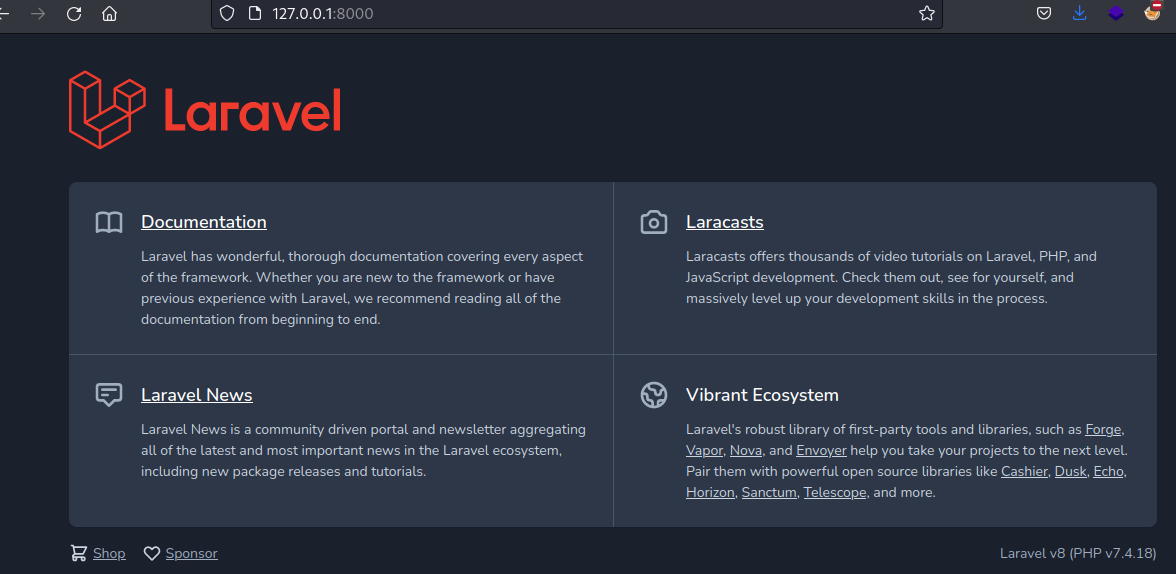 127.0.0.1:8000
Laravel
Documentation
Laravel has wonderful, thorough documentation covering every aspect
of the framework. Whether you are new to the framework or have
previous experience with Laravel, we recommend reading all of the
documentation from beginning to end.
Laracasts
Laracasts offers thousands of video tutorials on Laravel, PHP, and
JavaScript development. Check them out, see for yourself, and
massively level up your development skills in the process.
Laravel News
Laravel News is a community driven portal and newsletter aggregating
all of the latest and most important news in the Laravel ecosystem,
including new package releases and tutorials.
Vibrant Ecosystem
Laravel's robust library of first-party tools and libraries, such as Forge,
Vapor, Nova, and Envoyer help you take your projects to the next level.
Pair them with powerful open source libraries like Cashier, Dusk, Echo,
Horizon, Sanctum, Telescope, and more.
Shop
Sponsor
Laravel v8 (PHP v7.4.18)